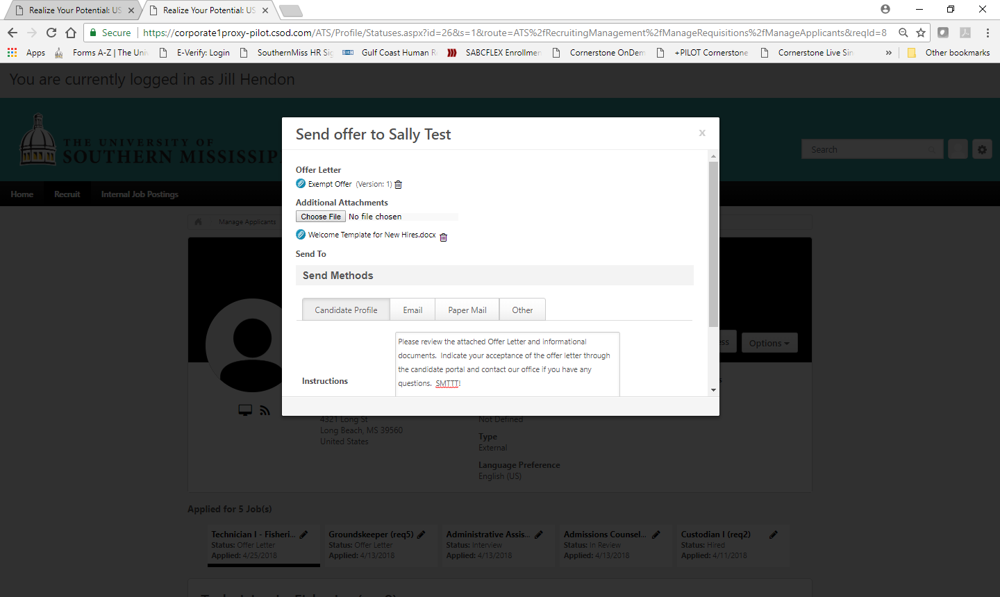 Realize Your Potential: US
Realize Your Potential: US
Secure
https://corporate1proxy-pilot.csod.com/ATS/Profile/Statuses.aspx?id=26&s=1&route=ATS%2fRecruitingManagement%2fManageRequisitions%2fManageApplicants&reqId=8
Apps
Forms A-Z | The Uni
E-Verify: Login
SouthernMiss HR Sig
Gulf Coast Human R
SABCFLEX Enrollmen
Cornerstone OnDem
+PILOT Cornerstone
Cornerstone Live Sin
»
Other bookmarks
You are currently logged in as Jill Hendon
THE UNIVERSITY OF
SOUTHERN MISSISSIP
Search
Home
Recruit
Internal Job Postings
Manage Applicants
Send offer to Sally Test
x
Offer Letter
Exempt Offer (Version: 1)
Additional Attachments
Choose File No file chosen
Welcome Template for New Hires.docx
Send To
Send Methods
Candidate Profile
Email
Paper Mail
Other
Instructions
Please review the attached Offer Letter and informational
documents. Indicate your acceptance of the offer letter through
the candidate portal and contact our office if you have any
questions. SMTTT!
ess
Options
s
4321 Long St
Long Beach, MS 39560
United States
Not Defined
Type
External
Language Preference
English (US)
Applied for 5 Job(s)
Technician I - Fisheri...
Status: Offer Letter
Applied: 4/25/2018
Groundskeeper (req5)
Status: Offer Letter
Applied: 4/13/2018
Administrative Assis...
Status: Interview
Applied: 4/13/2018
Admissions Counsel...
Status: In Review
Applied: 4/13/2018
Custodian I (req2)
Status: Hired
Applied: 4/11/2018